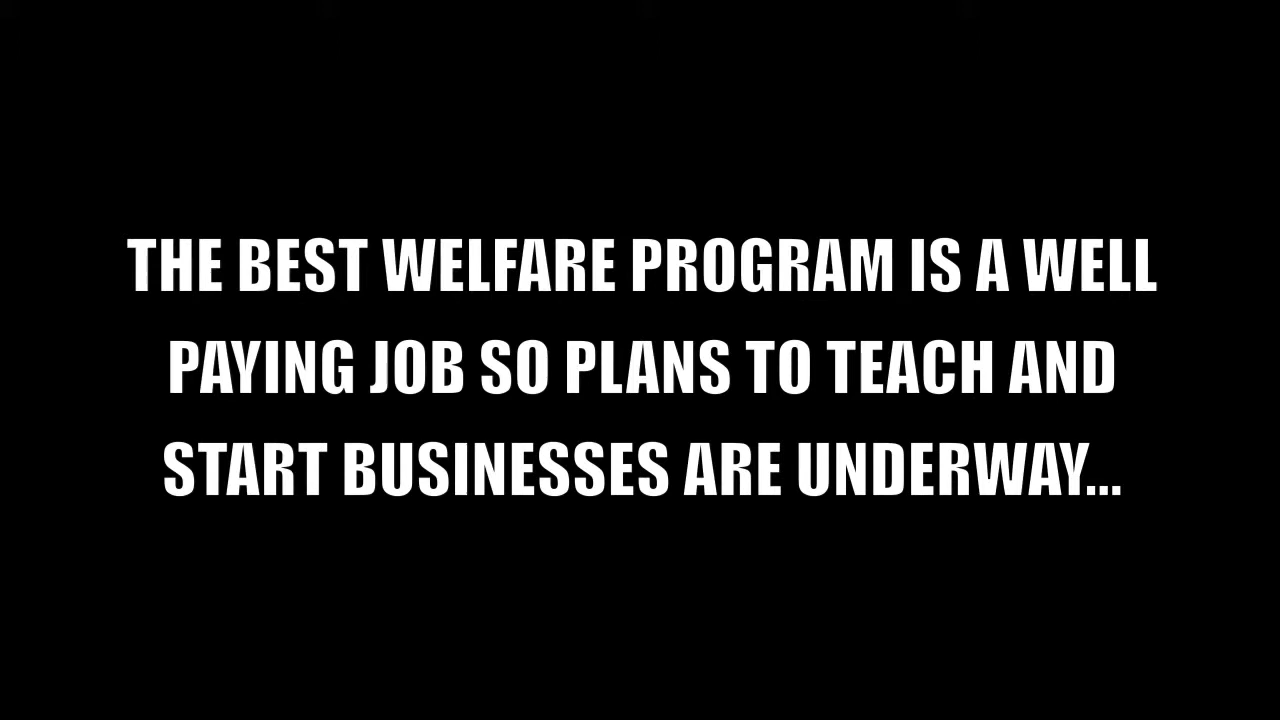 THE BEST WELFARE PROGRAM IS A WELL
PAYING JOB SO PLANS TO TEACH AND
START BUSINESSES ARE UNDERWAY...